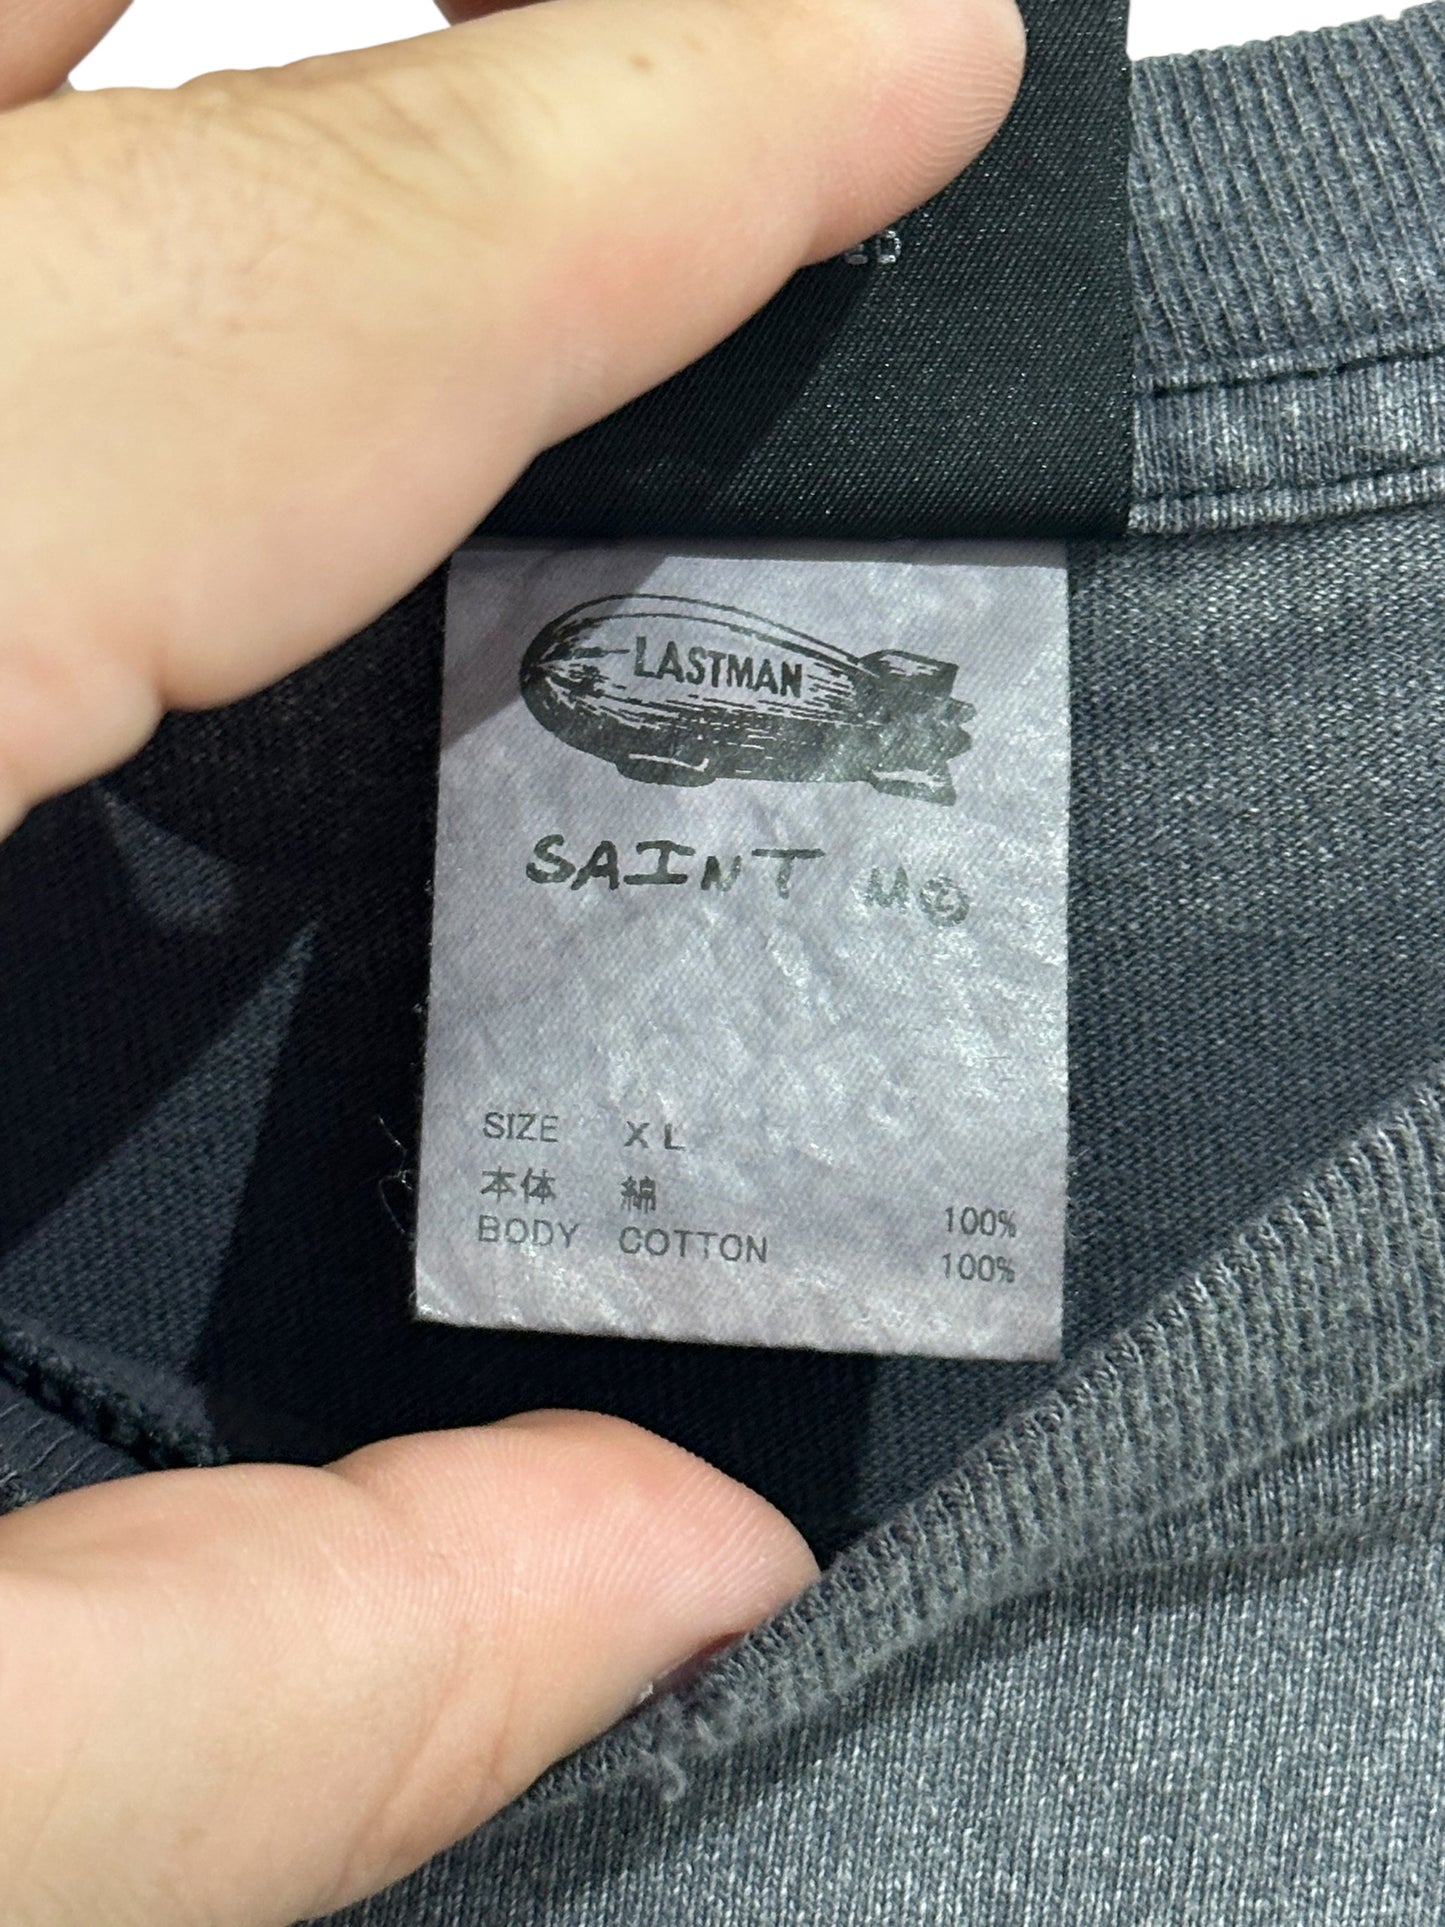 LASTMAN
SAINT M
SIZE XL
本体 綿 100%
BODY COTTON 100%